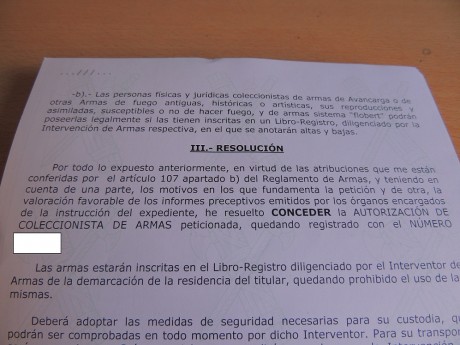 ...///...
-b).- Las personas físicas y jurídicas coleccionistas de armas de Avancarga o de
otras Armas de fuego antiguas, históricas o artísticas, sus reproducciones y
asimiladas, susceptibles o no de hacer fuego, y de armas sistema "flobert" podrán
poseerlas legalmente si las tienen inscritas en un Libro-Registro, diligenciado por la
Intervención de Armas respectiva, en el que se anotarán altas y bajas.
III.- RESOLUCIÓN
Por todo lo expuesto anteriormente, en virtud de las atribuciones que me están
conferidas por el artículo 107 apartado b) del Reglamento de Armas, y teniendo en
cuenta de una parte, los motivos en los que fundamenta la petición y de otra, la
valoración favorable de los informes preceptivos emitidos por los órganos encargados
de la instrucción del expediente, he resuelto CONCEDER la AUTORIZACIÓN DE
COLECCIONISTA DE ARMAS peticionada, quedando registrado con el NÚMERO
Las armas estarán inscritas en el Libro-Registro diligenciado por el Interventor de
Armas de la demarcación de la residencia del titular, quedando prohibido el uso de la
mismas.
Deberá adoptar las medidas de seguridad necesarias para su custodia, q
podrán ser comprobadas en todo momento por dicho Interventor. Para su transpor